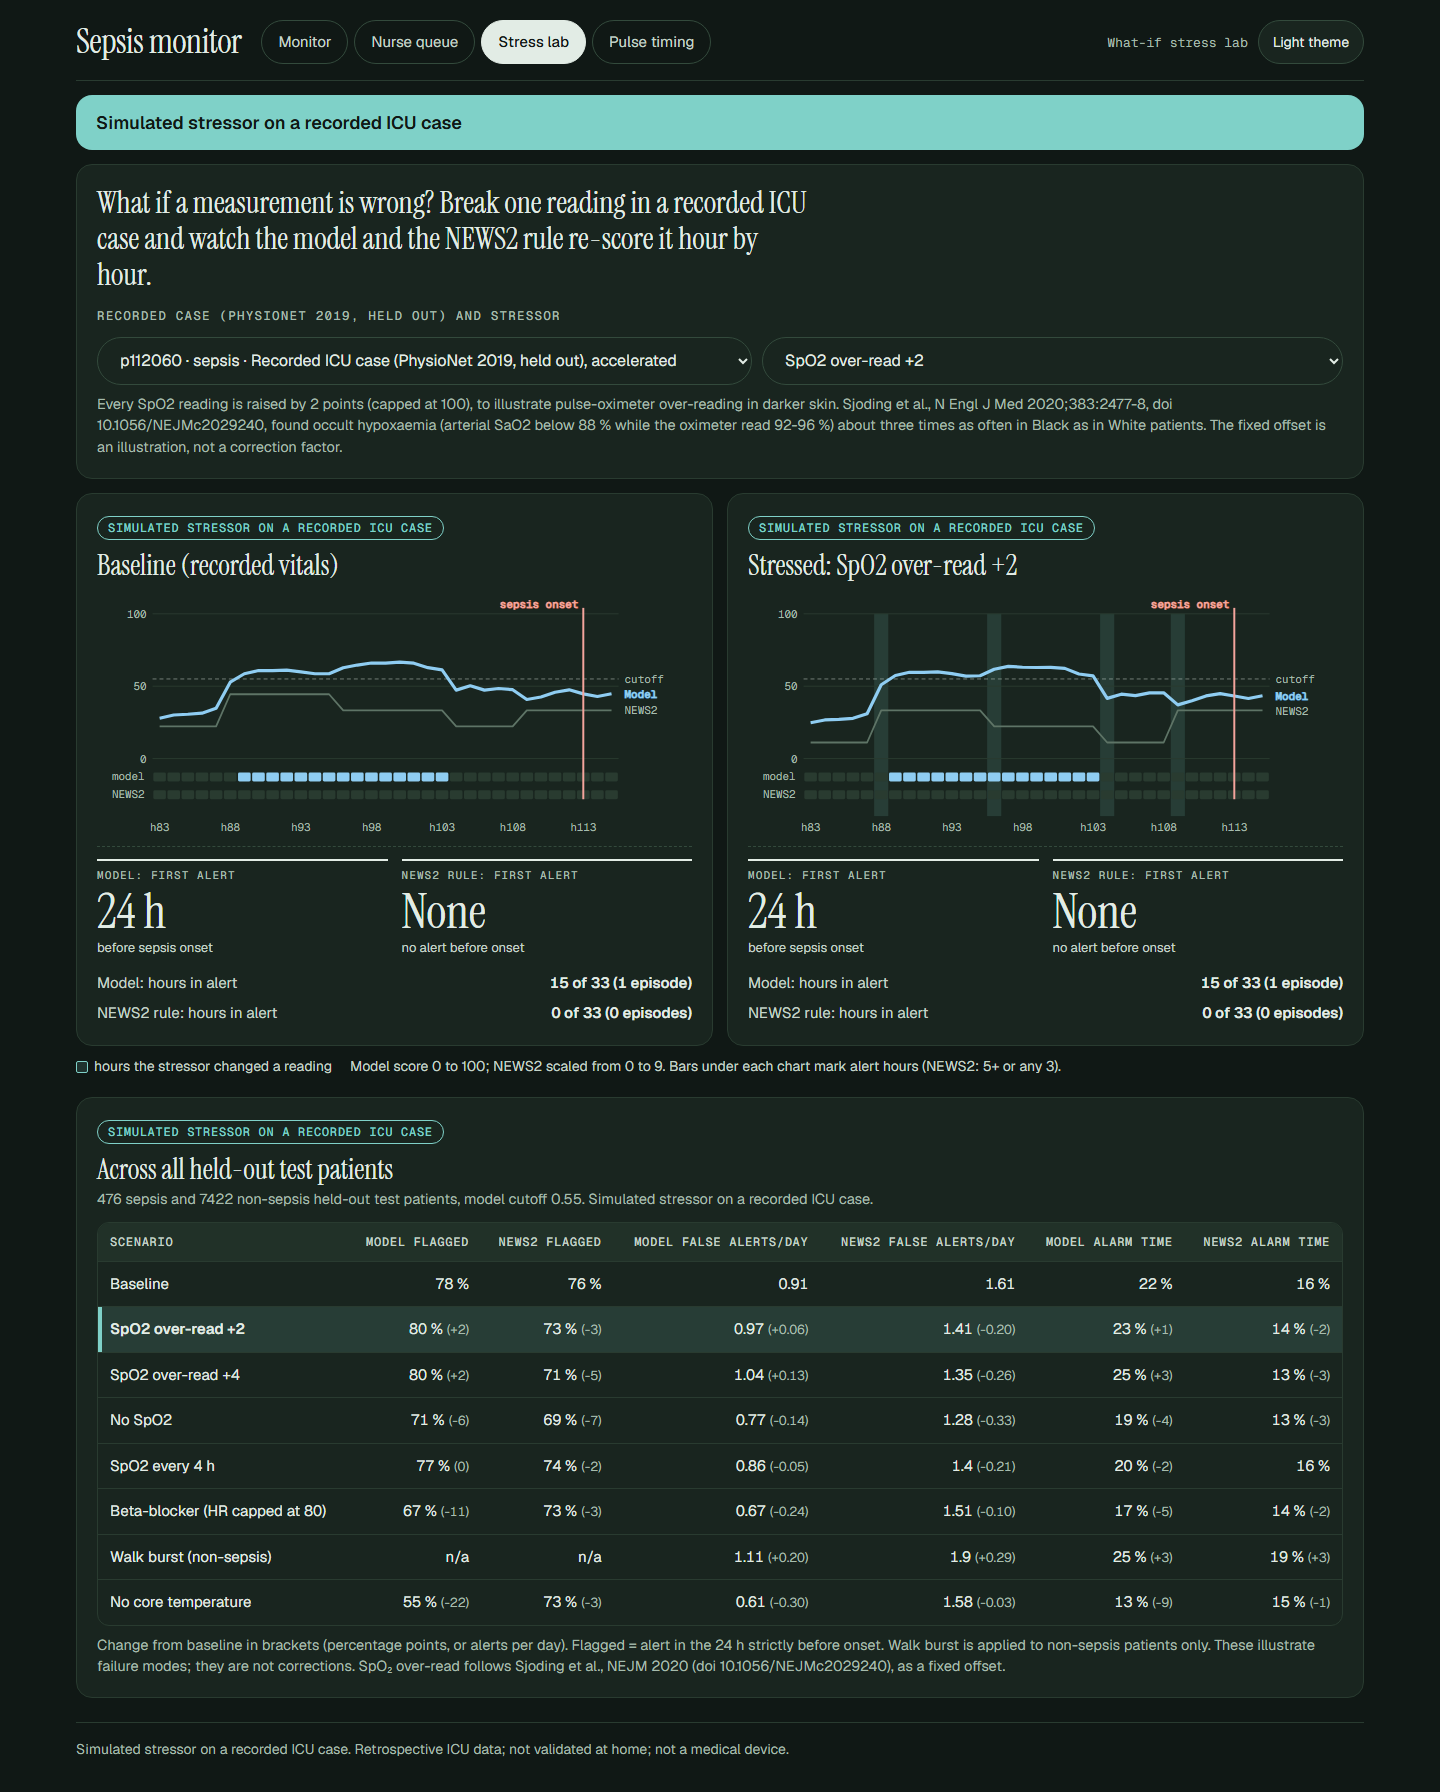 Sepsis monitor
Monitor
Nurse queue
Stress lab
Pulse timing
What-if stress lab
Light theme
Simulated stressor on a recorded ICU case
What if a measurement is wrong? Break one reading in a recorded ICU
case and watch the model and the NEWS2 rule re-score it hour by
hour.
RECORDED CASE (PHYSIONET 2019, HELD OUT) AND STRESSOR
p112060 · sepsis · Recorded ICU case (PhysioNet 2019, held out), accelerated
SpO2 over-read +2
Every SpO2 reading is raised by 2 points (capped at 100), to illustrate pulse-oximeter over-reading in darker skin. Sjoding et al., N Engl J Med 2020;383:2477-8, doi
10.1056/NEJMc2029240, found occult hypoxaemia (arterial SaO2 below 88 % while the oximeter read 92-96 %) about three times as often in Black as in White patients. The fixed offset is
an illustration, not a correction factor.
SIMULATED STRESSOR ON A RECORDED ICU CASE
Baseline (recorded vitals)
sepsis onset
100
50
0
cutoff
Model
NEWS2
model
NEWS2
h83 h88 h93 h98 h103 h108 h113
MODEL: FIRST ALERT
24 h
before sepsis onset
NEWS2 RULE: FIRST ALERT
None
no alert before onset
Model: hours in alert 15 of 33 (1 episode)
NEWS2 rule: hours in alert 0 of 33 (0 episodes)
SIMULATED STRESSOR ON A RECORDED ICU CASE
Stressed: SpO2 over-read +2
sepsis onset
100
50
0
cutoff
Model
NEWS2
model
NEWS2
h83 h88 h93 h98 h103 h108 h113
MODEL: FIRST ALERT
24 h
before sepsis onset
NEWS2 RULE: FIRST ALERT
None
no alert before onset
Model: hours in alert 15 of 33 (1 episode)
NEWS2 rule: hours in alert 0 of 33 (0 episodes)
hours the stressor changed a reading Model score 0 to 100; NEWS2 scaled from 0 to 9. Bars under each chart mark alert hours (NEWS2: 5+ or any 3).
SIMULATED STRESSOR ON A RECORDED ICU CASE
Across all held-out test patients
476 sepsis and 7422 non-sepsis held-out test patients, model cutoff 0.55. Simulated stressor on a recorded ICU case.
SCENARIO MODEL FLAGGED NEWS2 FLAGGED MODEL FALSE ALERTS/DAY NEWS2 FALSE ALERTS/DAY MODEL ALARM TIME NEWS2 ALARM TIME
Baseline 78 % 76 % 0.91 1.61 22 % 16 %
SpO2 over-read +2 80 % (+2) 73 % (-3) 0.97 (+0.06) 1.41 (-0.20) 23 % (+1) 14 % (-2)
SpO2 over-read +4 80 % (+2) 71 % (-5) 1.04 (+0.13) 1.35 (-0.26) 25 % (+3) 13 % (-3)
No SpO2 71 % (-6) 69 % (-7) 0.77 (-0.14) 1.28 (-0.33) 19 % (-4) 13 % (-3)
SpO2 every 4 h 77 % (0) 74 % (-2) 0.86 (-0.05) 1.4 (-0.21) 20 % (-2) 16 %
Beta-blocker (HR capped at 80) 67 % (-11) 73 % (-3) 0.67 (-0.24) 1.51 (-0.10) 17 % (-5) 14 % (-2)
Walk burst (non-sepsis) n/a n/a 1.11 (+0.20) 1.9 (+0.29) 25 % (+3) 19 % (+3)
No core temperature 55 % (-22) 73 % (-3) 0.61 (-0.30) 1.58 (-0.03) 13 % (-9) 15 % (-1)
Change from baseline in brackets (percentage points, or alerts per day). Flagged = alert in the 24 h strictly before onset. Walk burst is applied to non-sepsis patients only. These illustrate
failure modes; they are not corrections. SpO₂ over-read follows Sjoding et al., NEJM 2020 (doi 10.1056/NEJMc2029240), as a fixed offset.
Simulated stressor on a recorded ICU case. Retrospective ICU data; not validated at home; not a medical device.